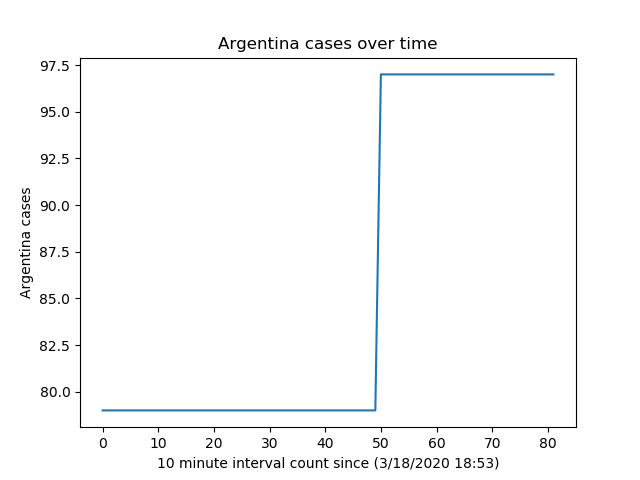 Argentina cases over time
97.5
95.0
92.5
90.0
87.5
85.0
82.5
80.0
Argentina cases
0 10 20 30 40 50 60 70 80
10 minute interval count since (3/18/2020 18:53)